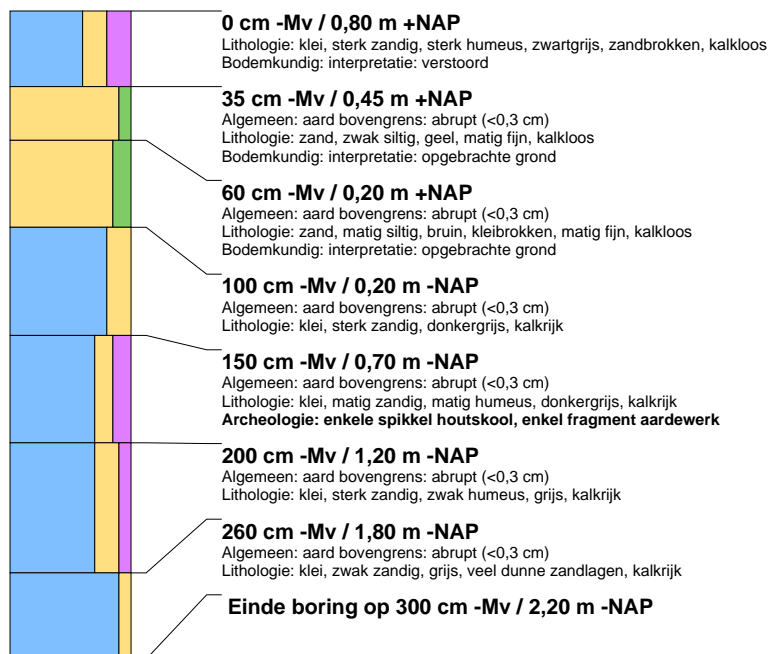 0 cm -Mv / 0,80 m +NAP
Lithologie: klei, sterk zandig, sterk humeus, zwartgrijs, zandbrokken, kalkloos
Bodemkundig: interpretatie: verstoord
35 cm -Mv / 0,45 m +NAP
Algemeen: aard bovengrens: abrupt (<0,3 cm)
Lithologie: zand, zwak siltig, geel, matig fijn, kalkloos
Bodemkundig: interpretatie: opgebrachte grond
60 cm -Mv / 0,20 m +NAP
Algemeen: aard bovengrens: abrupt (<0,3 cm)
Lithologie: zand, matig siltig, bruin, kleibrokken, matig fijn, kalkloos
Bodemkundig: interpretatie: opgebrachte grond
100 cm -Mv / 0,20 m -NAP
Algemeen: aard bovengrens: abrupt (<0,3 cm)
Lithologie: klei, sterk zandig, donkergrijs, kalkrijk
150 cm -Mv / 0,70 m -NAP
Algemeen: aard bovengrens: abrupt (<0,3 cm)
Lithologie: klei, matig zandig, matig humeus, donkergrijs, kalkrijk
Archeologie: enkele spikkel houtskool, enkel fragment aardewerk
200 cm -Mv / 1,20 m -NAP
Algemeen: aard bovengrens: abrupt (<0,3 cm)
Lithologie: klei, sterk zandig, zwak humeus, grijs, kalkrijk
260 cm -Mv / 1,80 m -NAP
Algemeen: aard bovengrens: abrupt (<0,3 cm)
Lithologie: klei, zwak zandig, grijs, veel dunne zandlagen, kalkrijk
Einde boring op 300 cm -Mv / 2,20 m -NAP